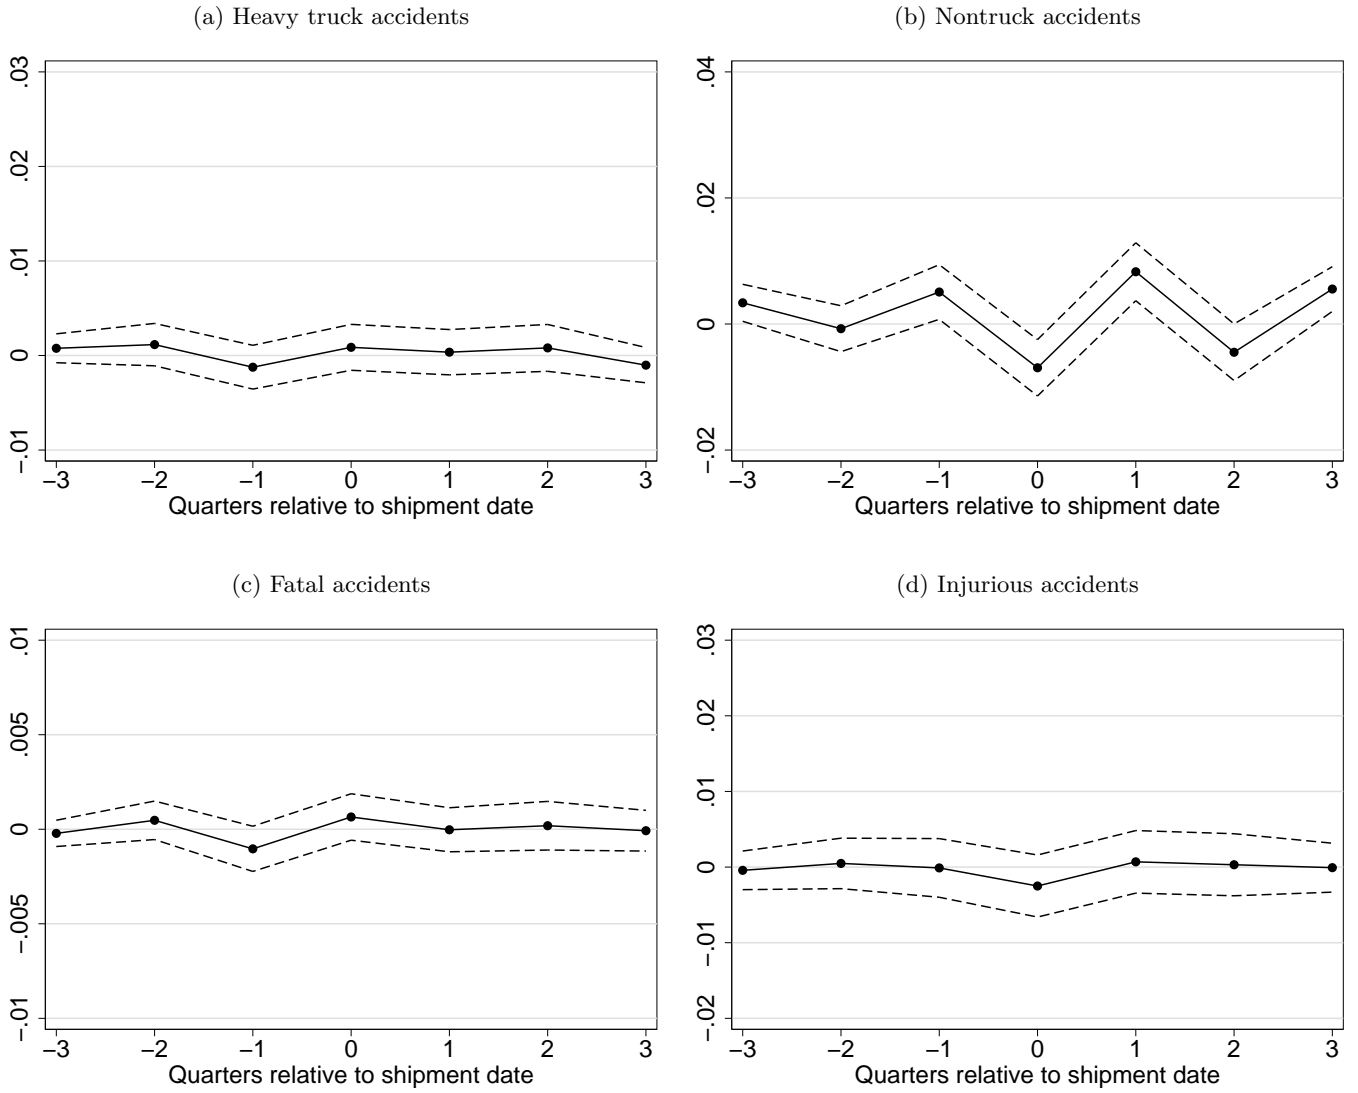 (a) Heavy truck accidents
.03
.02
.01
0
−.01
−3 −2 −1 0 1 2 3
Quarters relative to shipment date
(b) Nontruck accidents
.04
.02
0
−.02
−3 −2 −1 0 1 2 3
Quarters relative to shipment date
(c) Fatal accidents
.01
.005
0
−.005
−.01
−3 −2 −1 0 1 2 3
Quarters relative to shipment date
(d) Injurious accidents
.03
.02
.01
0
−.01
−.02
−3 −2 −1 0 1 2 3
Quarters relative to shipment date